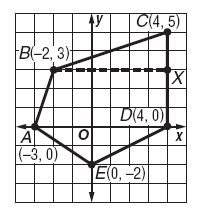 y
C(4, 5)
B(−2, 3)
X
D(4, 0)
A
O
x
(−3, 0)
E(0, −2)